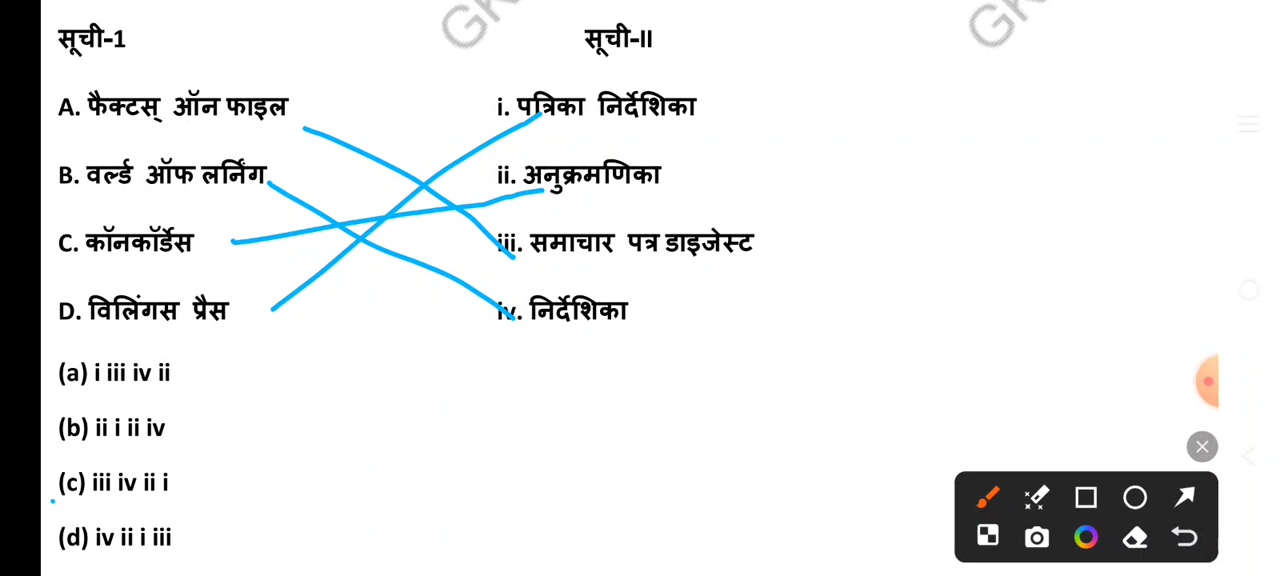 सूची-1 सूची-II
A. फैक्टस् ऑन फाइल i. पत्रिका निर्देशिका
B. वर्ल्ड ऑफ लर्निंग ii. अनुक्रमणिका
C. कॉनकॉर्डेस iii. समाचार पत्र डाइजेस्ट
D. विलिंगस प्रैस iv. निर्देशिका
(a) i iii iv ii
(b) ii i ii iv
(c) iii iv ii i
(d) iv ii i iii